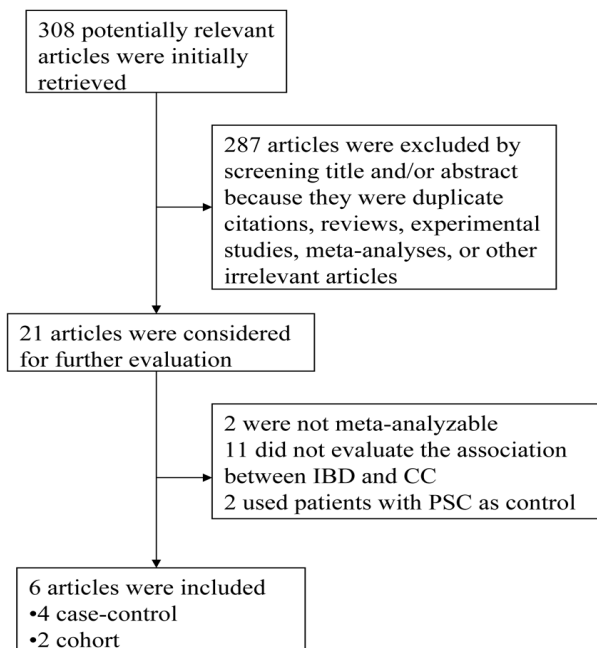 308 potentially relevant
articles were initially
retrieved
287 articles were excluded by
screening title and/or abstract
because they were duplicate
citations, reviews, experimental
studies, meta-analyses, or other
irrelevant articles
21 articles were considered
for further evaluation
2 were not meta-analyzable
11 did not evaluate the association
between IBD and CC
2 used patients with PSC as control
6 articles were included
•4 case-control
•2 cohort